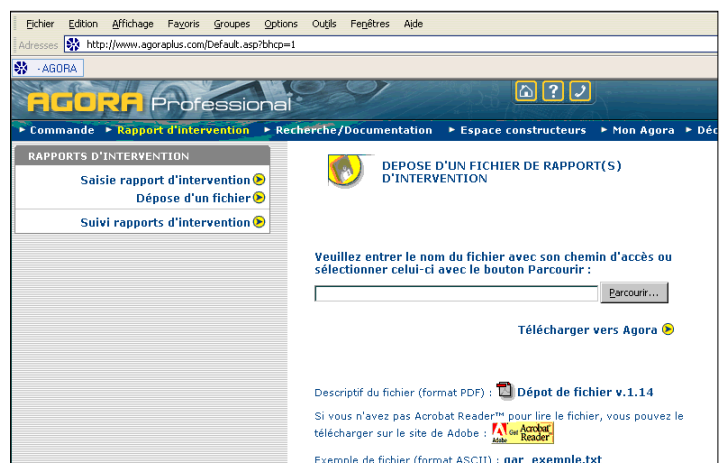 Fichier Edition Affichage Favoris Groupes Options Outils Fenêtres Aide
Adresses http://www.agoraplus.com/Default.asp?bhcp=1
- AGORA
AGORA Professional
Commande Rapport d'intervention Recherche/Documentation Espace constructeurs Mon Agora Déc
RAPPORTS D'INTERVENTION
Saisie rapport d'intervention
Dépose d'un fichier
Suivi rapports d'intervention
DEPOSE D'UN FICHIER DE RAPPORT(S)
D'INTERVENTION
Veuillez entrer le nom du fichier avec son chemin d'accès ou
sélectionner celui-ci avec le bouton Parcourir :
Parcourir...
Télécharger vers Agora
Descriptif du fichier (format PDF) : Dépot de fichier v.1.14
Si vous n'avez pas Acrobat Reader™ pour lire le fichier, vous pouvez le
télécharger sur le site de Adobe : Adobe Get Acrobat Reader
Exemple de fichier (format ASCII) : gar_exemple.txt